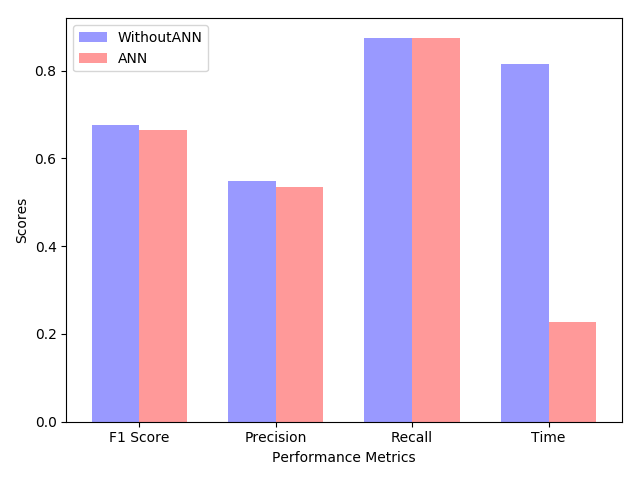 WithoutANN
ANN
0.8
0.6
0.4
0.2
0.0
Scores
F1 Score Precision Recall Time
Performance Metrics